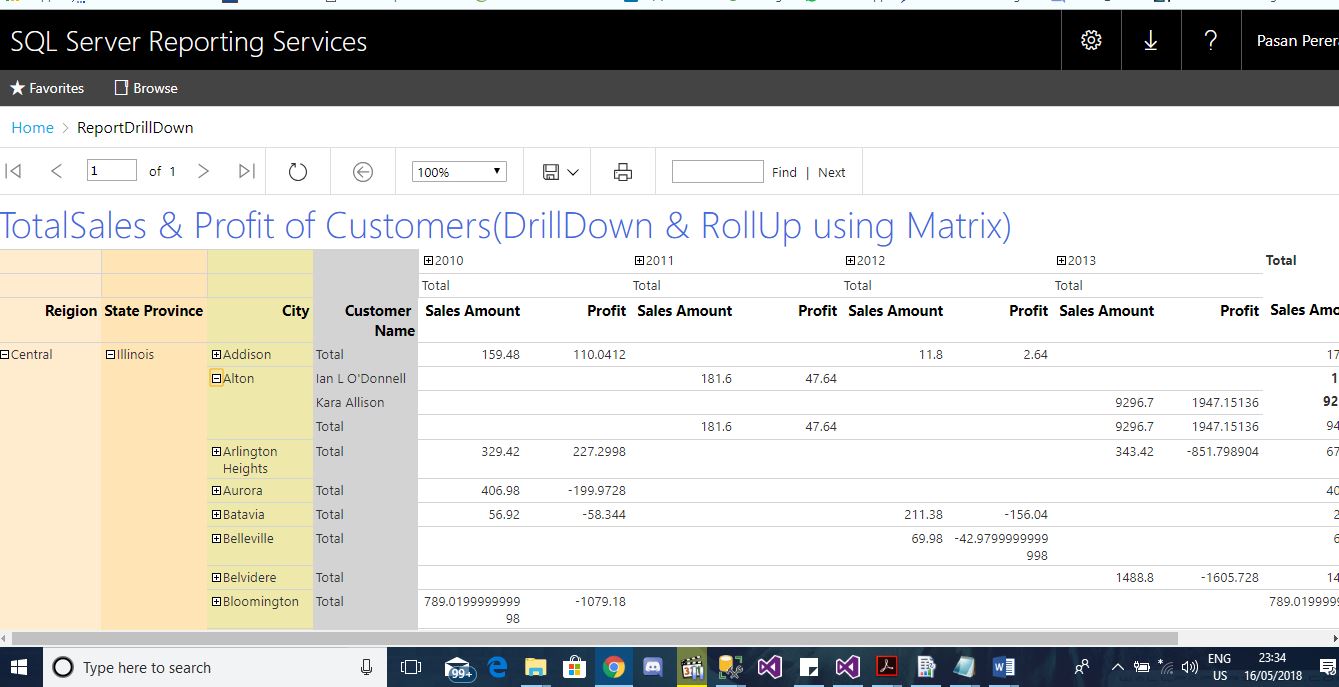 SQL Server Reporting Services
?
Pasan Perer
Favorites Browse
Home > ReportDrillDown
1 of 1 100% Find | Next
TotalSales & Profit of Customers(DrillDown & RollUp using Matrix)
2010 2011 2012 2013 Total
Total Total Total Total
Reigion State Province City Customer Name Sales Amount Profit Sales Amount Profit Sales Amount Profit Sales Amount Profit Sales Amo
Central Illinois Addison Total 159.48 110.0412 11.8 2.64 17
Alton Ian L O'Donnell 181.6 47.64 1
Kara Allison 9296.7 1947.15136 92
Total 181.6 47.64 9296.7 1947.15136 94
Arlington Heights Total 329.42 227.2998 343.42 -851.798904 67
Aurora Total 406.98 -199.9728 40
Batavia Total 56.92 -58.344 211.38 -156.04 2
Belleville Total 69.98 -42.9799999999998 6
Belvidere Total 1488.8 -1605.728 14
Bloomington Total 789.019999999998 -1079.18 789.0199999
Type here to search 99+ ENG 23:34
US 16/05/2018